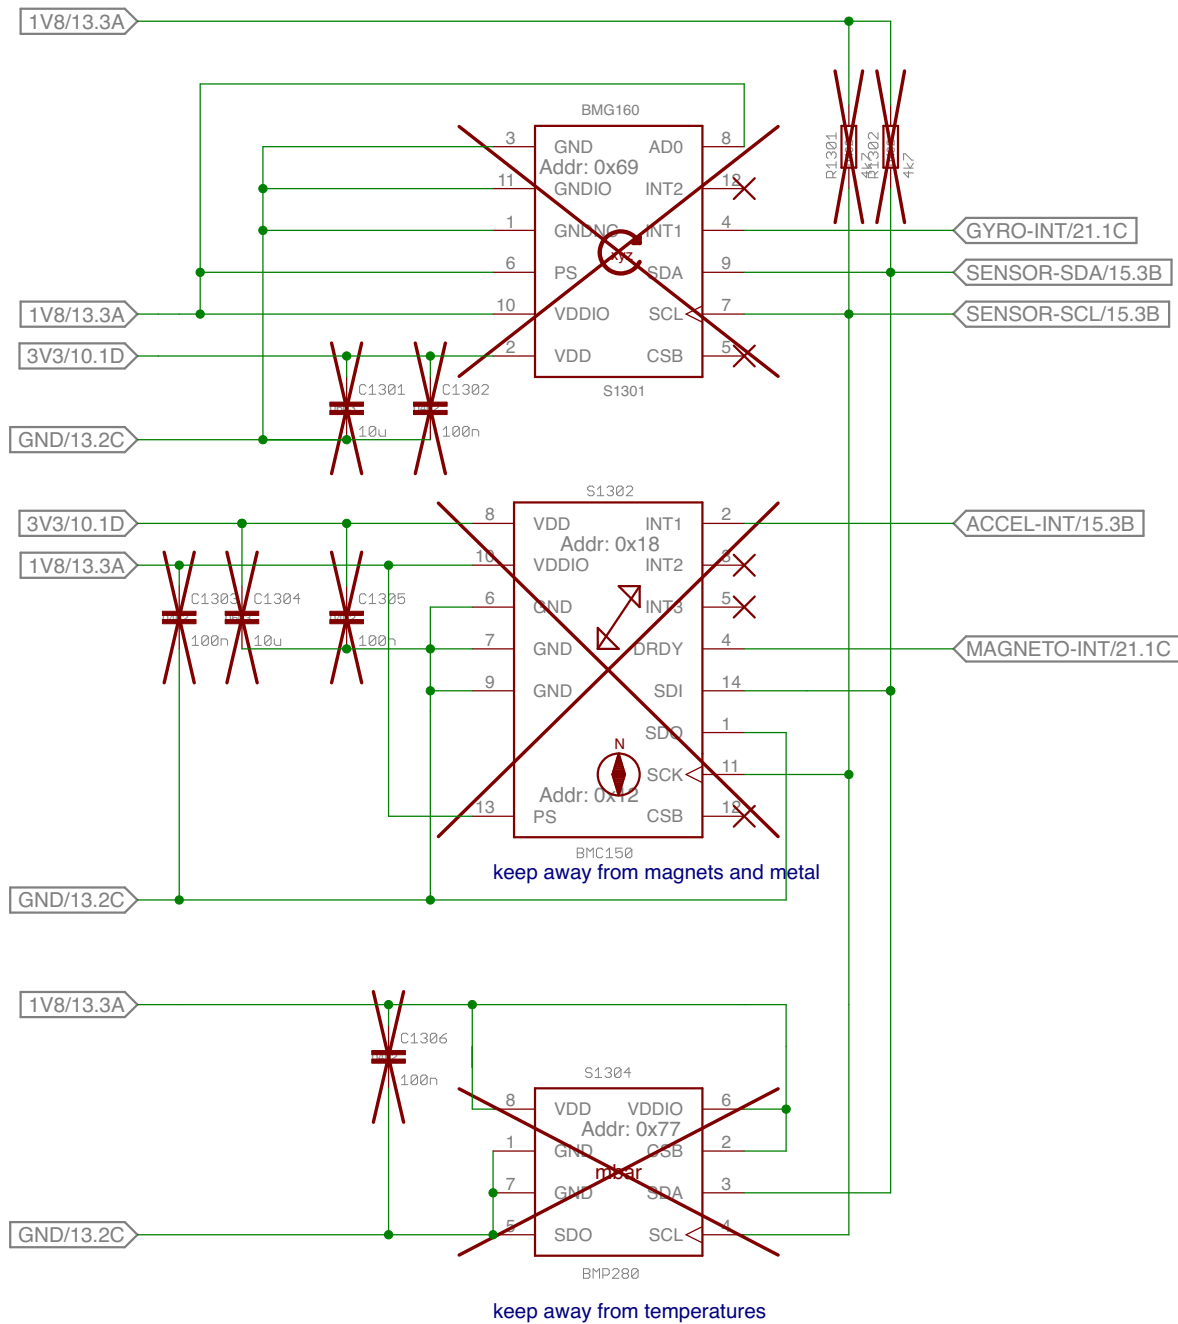 1V8/13.3A
BMG160
3 GND AD0 8
Addr: 0x69
11 GNDIO INT2 12
1 GNDNC INT1 4
GYRO-INT/21.1C
xyz
6 PS SDA 9
SENSOR-SDA/15.3B
1V8/13.3A
10 VDDIO SCL 7
SENSOR-SCL/15.3B
3V3/10.1D
2 VDD CSB 5
S1301
R1301
4k7
R1302
4k7
C1301
10u
C1302
100n
GND/13.2C
S1302
3V3/10.1D
8 VDD INT1 2
ACCEL-INT/15.3B
Addr: 0x18
1V8/13.3A
10 VDDIO INT2 3
6 GND INT3 5
C1303
100n
C1304
10u
C1305
100n
7 GND DRDY 4
MAGNETO-INT/21.1C
9 GND SDI 14
SDO 1
N
SCK 11
Addr: 0x12
13 PS CSB 12
BMC150
keep away from magnets and metal
GND/13.2C
1V8/13.3A
C1306
100n
S1304
8 VDD VDDIO 6
Addr: 0x77
1 GND CSB 2
mbar
7 GND SDA 3
GND/13.2C
5 SDO SCL 4
BMP280
keep away from temperatures